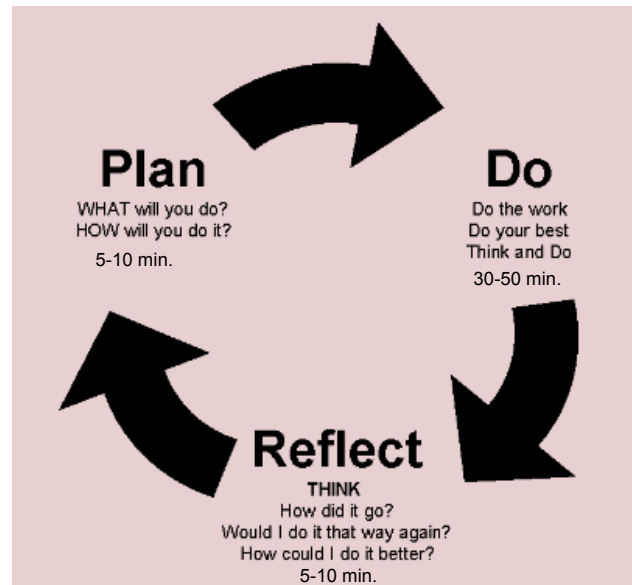 Plan
WHAT will you do?
HOW will you do it?
5-10 min.
Do
Do the work
Do your best
Think and Do
30-50 min.
Reflect
THINK
How did it go?
Would I do it that way again?
How could I do it better?
5-10 min.